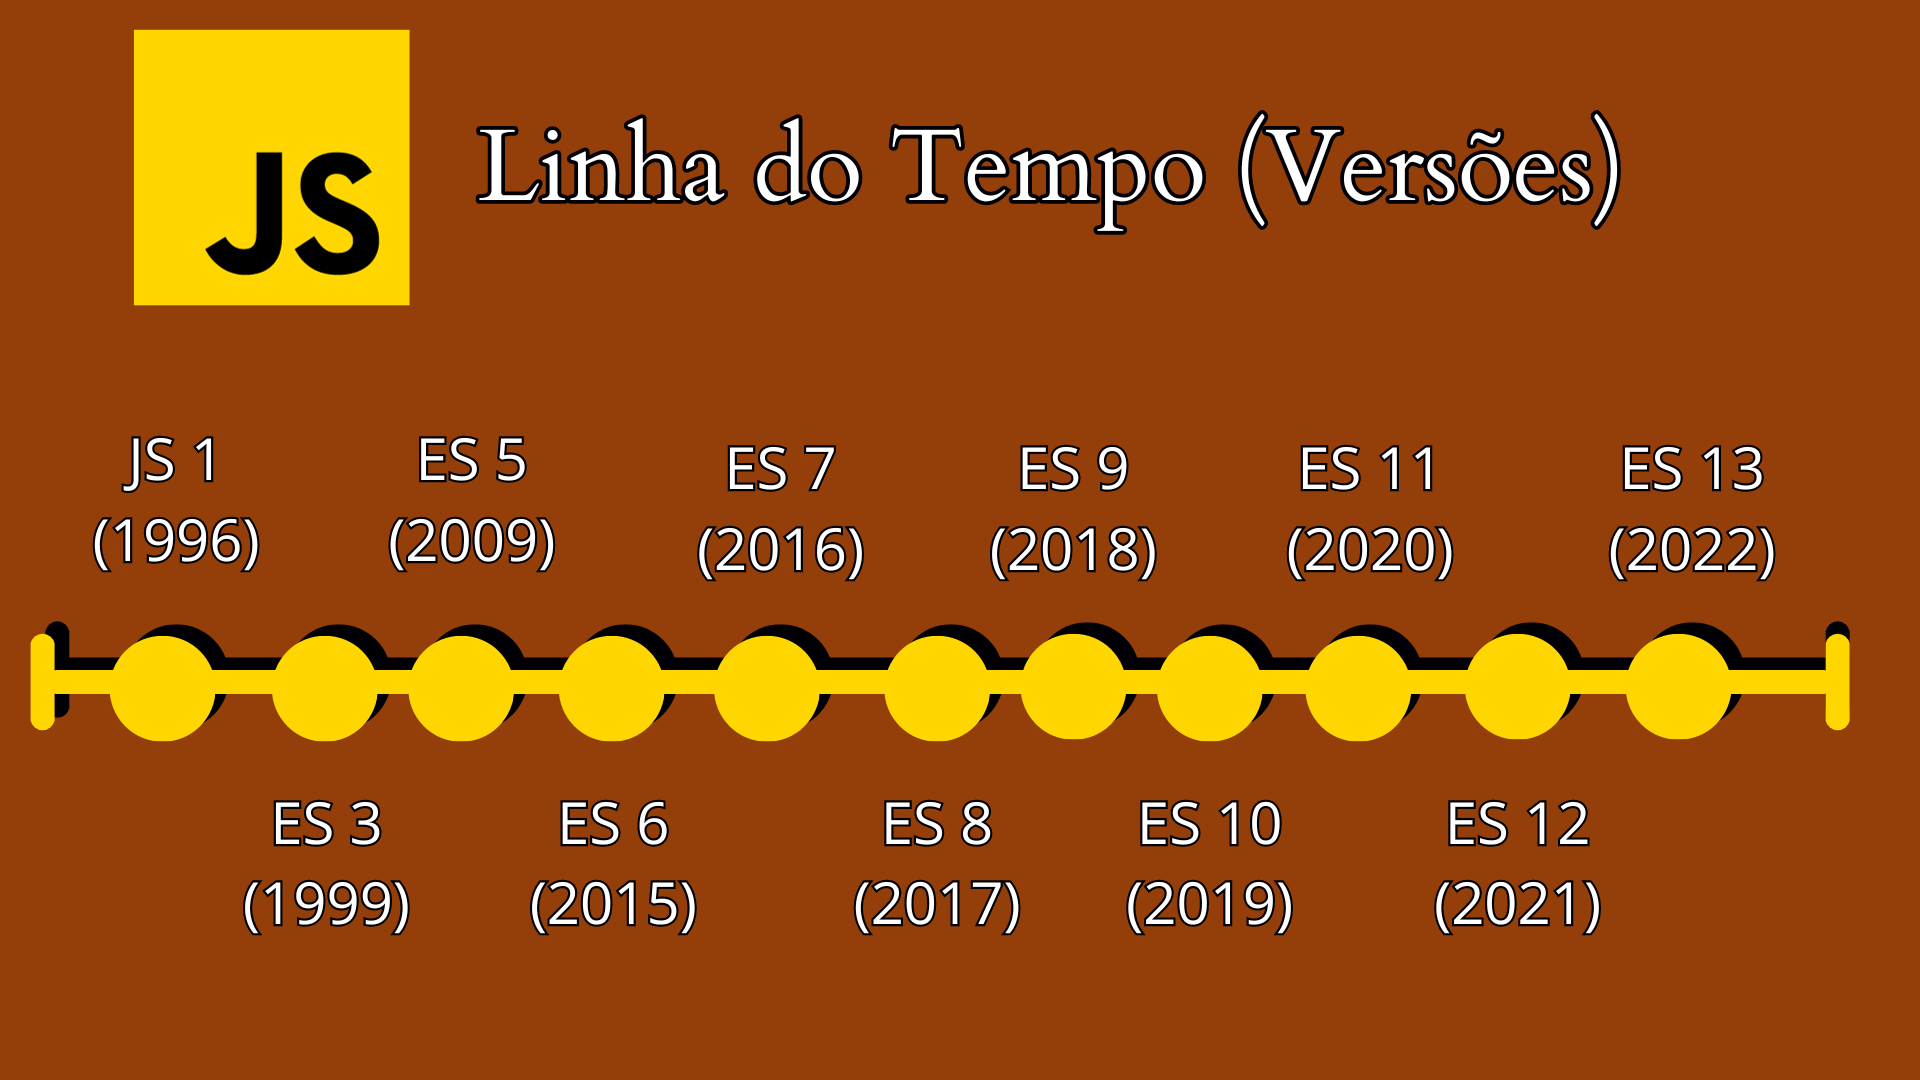 JS
Linha do Tempo (Versões)
JS 1
(1996)
ES 5
(2009)
ES 7
(2016)
ES 9
(2018)
ES 11
(2020)
ES 13
(2022)
ES 3
(1999)
ES 6
(2015)
ES 8
(2017)
ES 10
(2019)
ES 12
(2021)